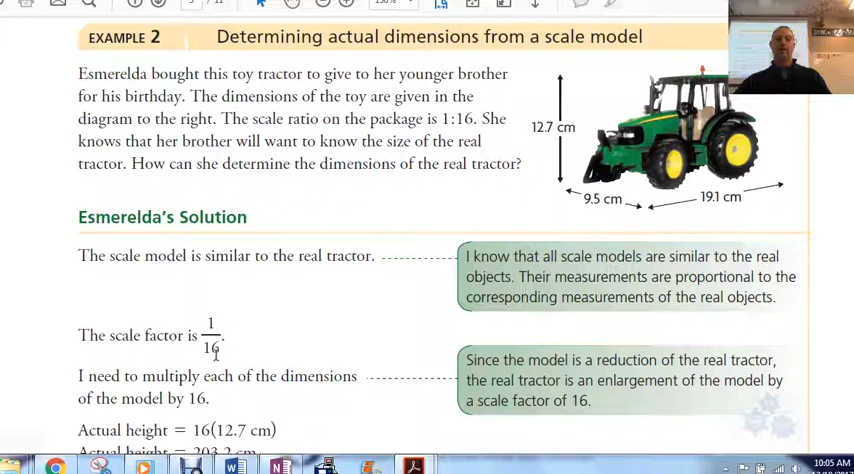 EXAMPLE 2 Determining actual dimensions from a scale model
Esmerelda bought this toy tractor to give to her younger brother
for his birthday. The dimensions of the toy are given in the
diagram to the right. The scale ratio on the package is 1:16. She
knows that her brother will want to know the size of the real
tractor. How can she determine the dimensions of the real tractor?
12.7 cm
9.5 cm
19.1 cm
Esmerelda's Solution
The scale model is similar to the real tractor.
I know that all scale models are similar to the real
objects. Their measurements are proportional to the
corresponding measurements of the real objects.
The scale factor is 1/16.
I need to multiply each of the dimensions
of the model by 16.
Since the model is a reduction of the real tractor,
the real tractor is an enlargement of the model by
a scale factor of 16.
Actual height = 16(12.7 cm)
Actual height = 203.2 cm
10:05 AM